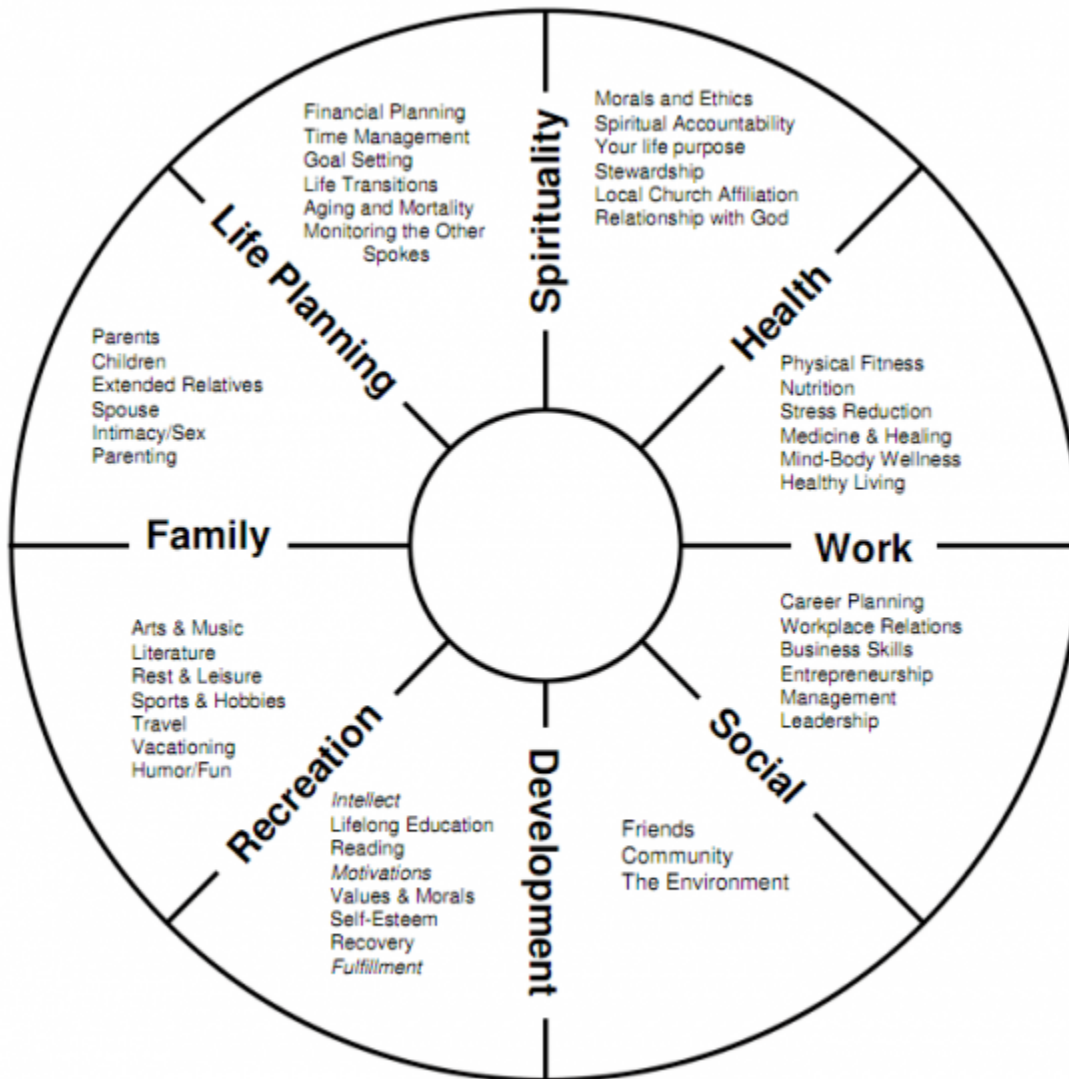 Spirituality
Morals and Ethics
Spiritual Accountability
Your life purpose
Stewardship
Local Church Affiliation
Relationship with God
Health
Physical Fitness
Nutrition
Stress Reduction
Medicine & Healing
Mind-Body Wellness
Healthy Living
Work
Career Planning
Workplace Relations
Business Skills
Entrepreneurship
Management
Leadership
Social
Friends
Community
The Environment
Development
Intellect
Lifelong Education
Reading
Motivations
Values & Morals
Self-Esteem
Recovery
Fulfillment
Recreation
Arts & Music
Literature
Rest & Leisure
Sports & Hobbies
Travel
Vacationing
Humor/Fun
Family
Parents
Children
Extended Relatives
Spouse
Intimacy/Sex
Parenting
Life Planning
Financial Planning
Time Management
Goal Setting
Life Transitions
Aging and Mortality
Monitoring the Other
Spokes